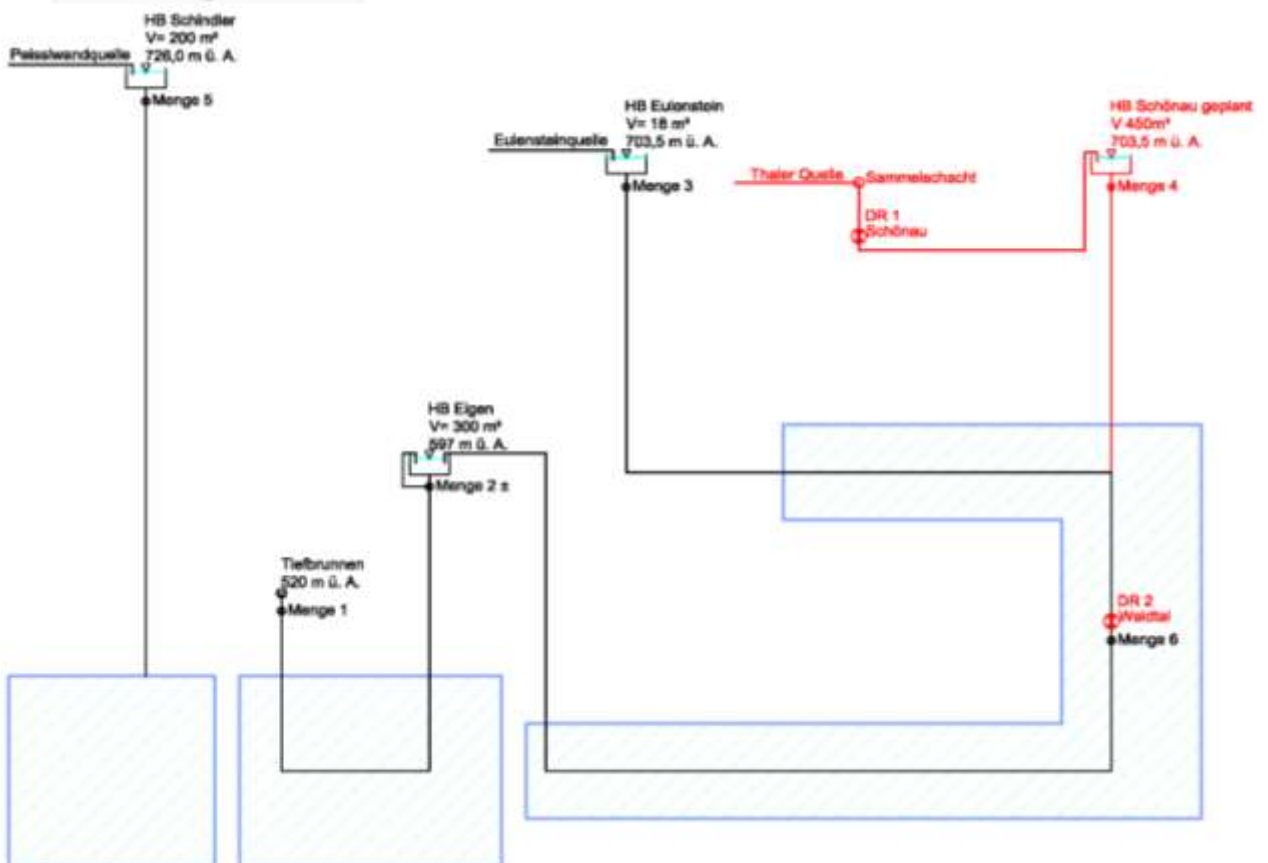 HB Schindler
V= 200 m³
726,0 m ü. A.
Peisslwandquelle
Menge 5
HB Eulenstein
V= 18 m³
703,5 m ü. A.
Eulensteinquelle
Menge 3
HB Schönau geplant
V 450m³
703,5 m ü. A.
Menge 4
Thaler Quelle
Sammelschacht
DR 1
Schönau
HB Eigen
V= 300 m³
597 m ü. A.
Menge 2 ±
Tiefbrunnen
520 m ü. A.
Menge 1
DR 2
Waldtal
Menge 6